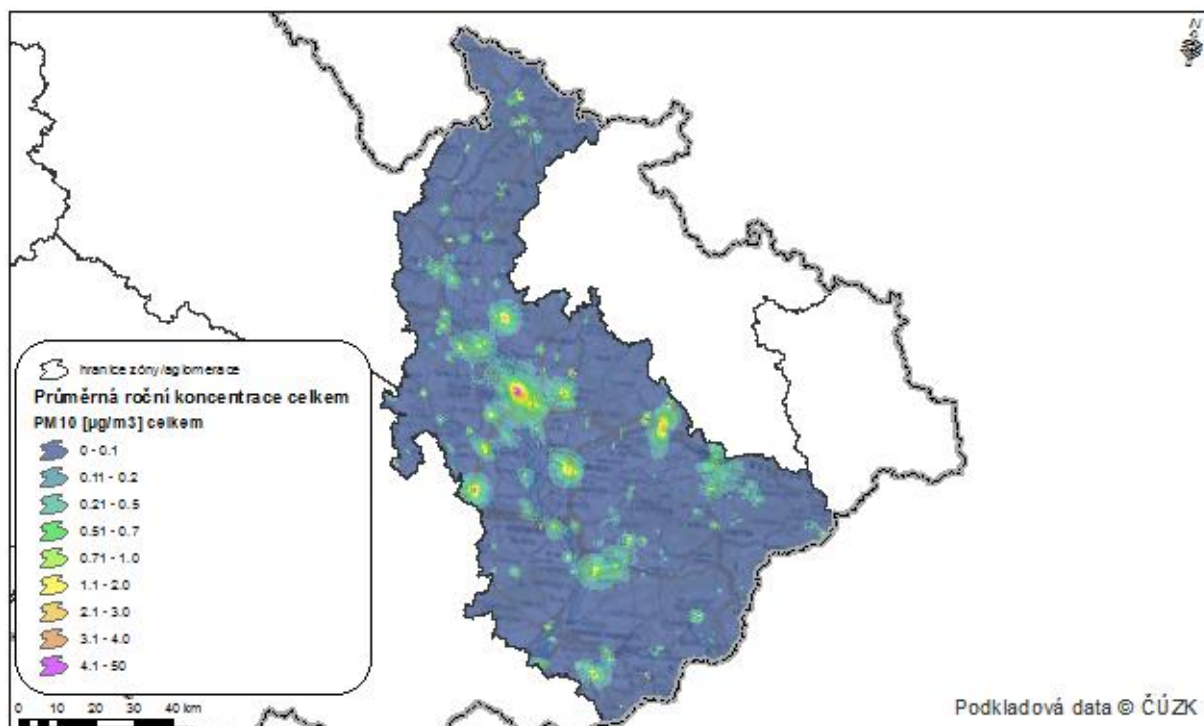 N
hranice zóny/aglomerace
Průměrná roční koncentrace celkem
PM10 [µg/m3] celkem
0 - 0.1
0.11 - 0.2
0.21 - 0.5
0.51 - 0.7
0.71 - 1.0
1.1 - 2.0
2.1 - 3.0
3.1 - 4.0
4.1 - 50
0 10 20 30 40 km
Podkladová data © ČÚZK